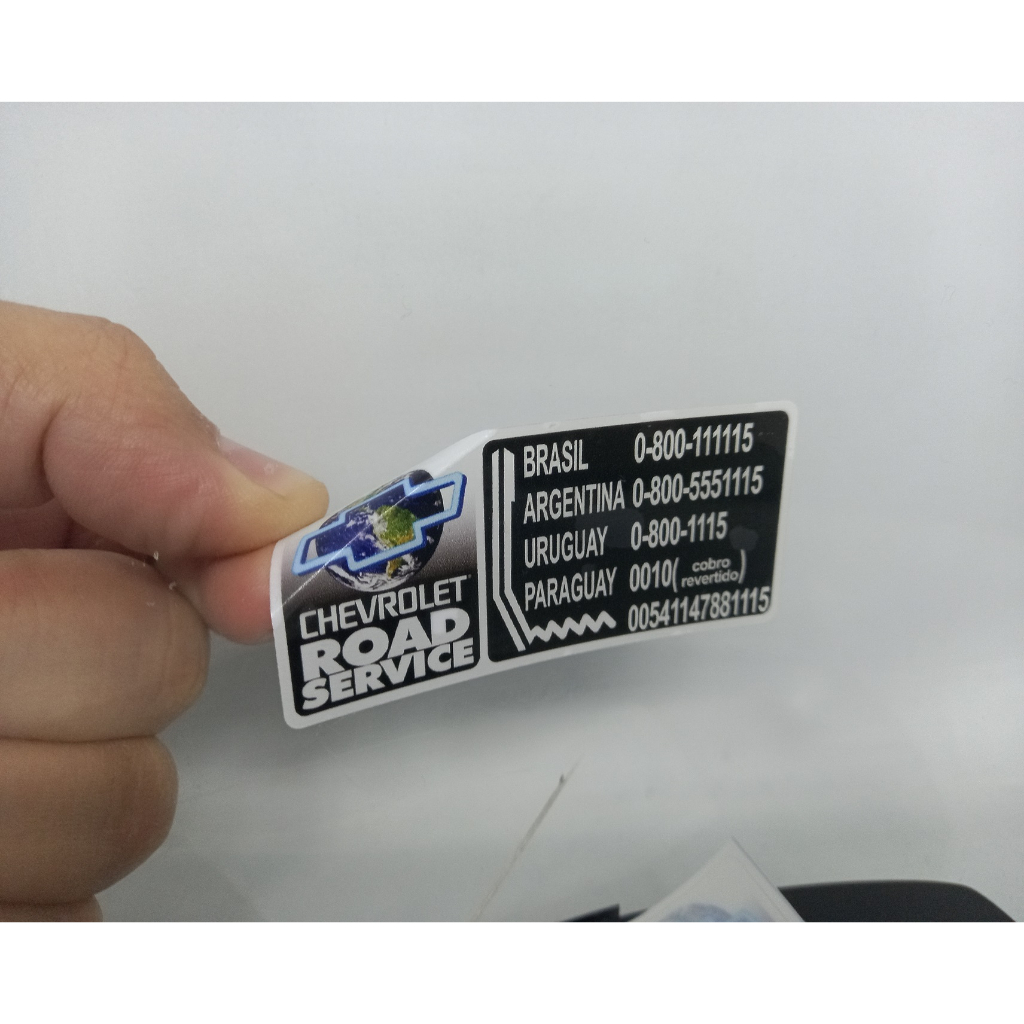 CHEVROLET
ROAD
SERVICE
BRASIL 0-800-111115
ARGENTINA 0-800-5551115
URUGUAY 0-800-1115
PARAGUAY 0010( cobro revertido)
00541147881115